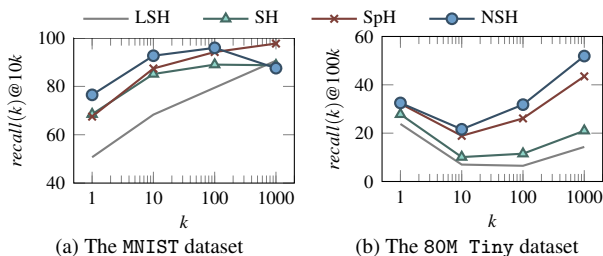 LSH SH SpH NSH
100
80
60
40
recall(k)@10k
1 10 100 1000
k
(a) The MNIST dataset
60
40
20
0
recall(k)@100k
1 10 100 1000
k
(b) The 80M Tiny dataset